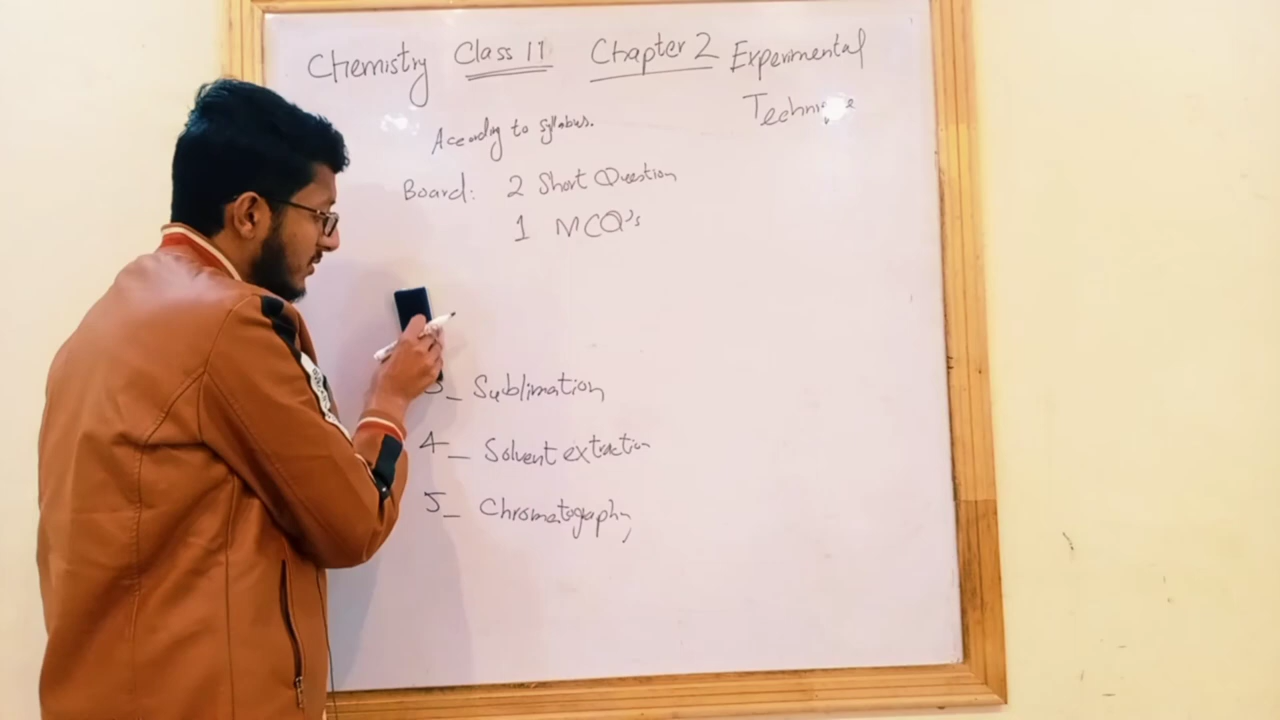 Chemistry Class 11 Chapter 2 Experimental
Technique
According to Syllabus.
Board: 2 Short Question
1 MCQ's
3_ Sublimation
4_ Solvent extraction
5_ Chromatography